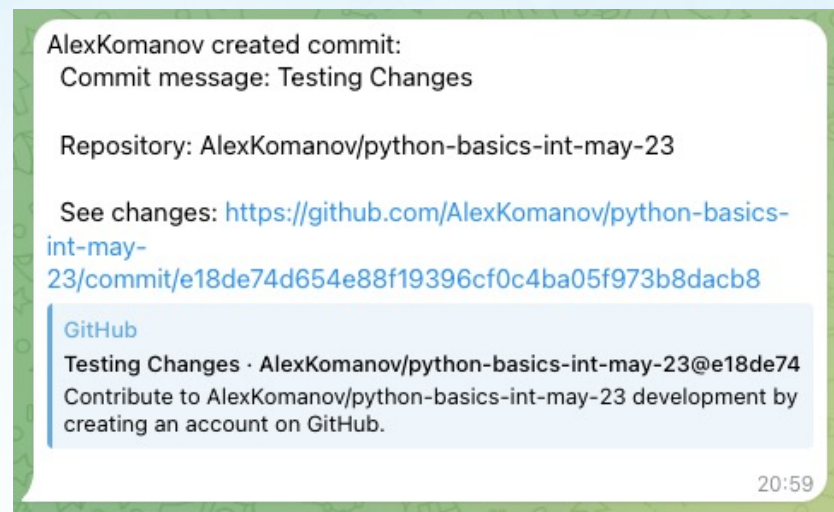 AlexKomanov created commit:
Commit message: Testing Changes
Repository: AlexKomanov/python-basics-int-may-23
See changes: https://github.com/AlexKomanov/python-basics-
int-may-
23/commit/e18de74d654e88f19396cf0c4ba05f973b8dacb8
GitHub
Testing Changes · AlexKomanov/python-basics-int-may-23@e18de74
Contribute to AlexKomanov/python-basics-int-may-23 development by
creating an account on GitHub.
20:59